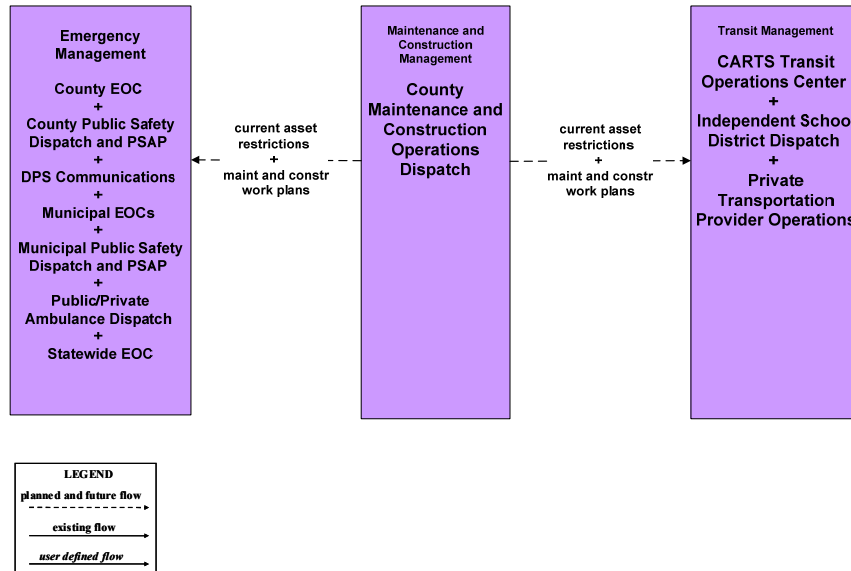 Emergency
Management
County EOC
+
County Public Safety
Dispatch and PSAP
+
DPS Communications
+
Municipal EOCs
+
Municipal Public Safety
Dispatch and PSAP
+
Public/Private
Ambulance Dispatch
+
Statewide EOC
current asset
restrictions
+
maint and constr
work plans
Maintenance and
Construction
Management
County
Maintenance and
Construction
Operations
Dispatch
current asset
restrictions
+
maint and constr
work plans
Transit Management
CARTS Transit
Operations Center
+
Independent School
District Dispatch
+
Private
Transportation
Provider Operations
LEGEND
planned and future flow
existing flow
user defined flow